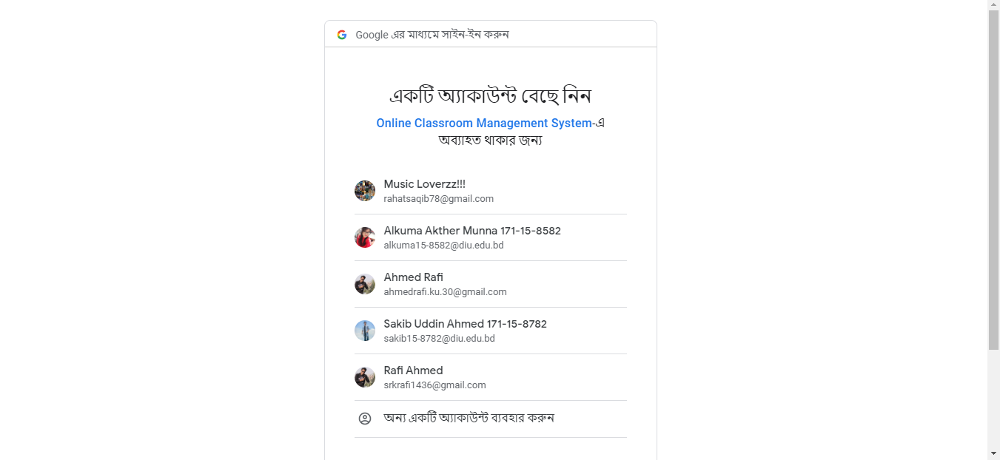 Google এর মাধ্যমে সাইন-ইন করুন
একটি অ্যাকাউন্ট বেছে নিন
Online Classroom Management System-এ
অব্যাহত থাকার জন্য
Music Loverzz!!!
rahatsaqib78@gmail.com
Alkuma Akther Munna 171-15-8582
alkuma15-8582@diu.edu.bd
Ahmed Rafi
ahmedrafi.ku.30@gmail.com
Sakib Uddin Ahmed 171-15-8782
sakib15-8782@diu.edu.bd
Rafi Ahmed
srkrafi1436@gmail.com
অন্য একটি অ্যাকাউন্ট ব্যবহার করুন